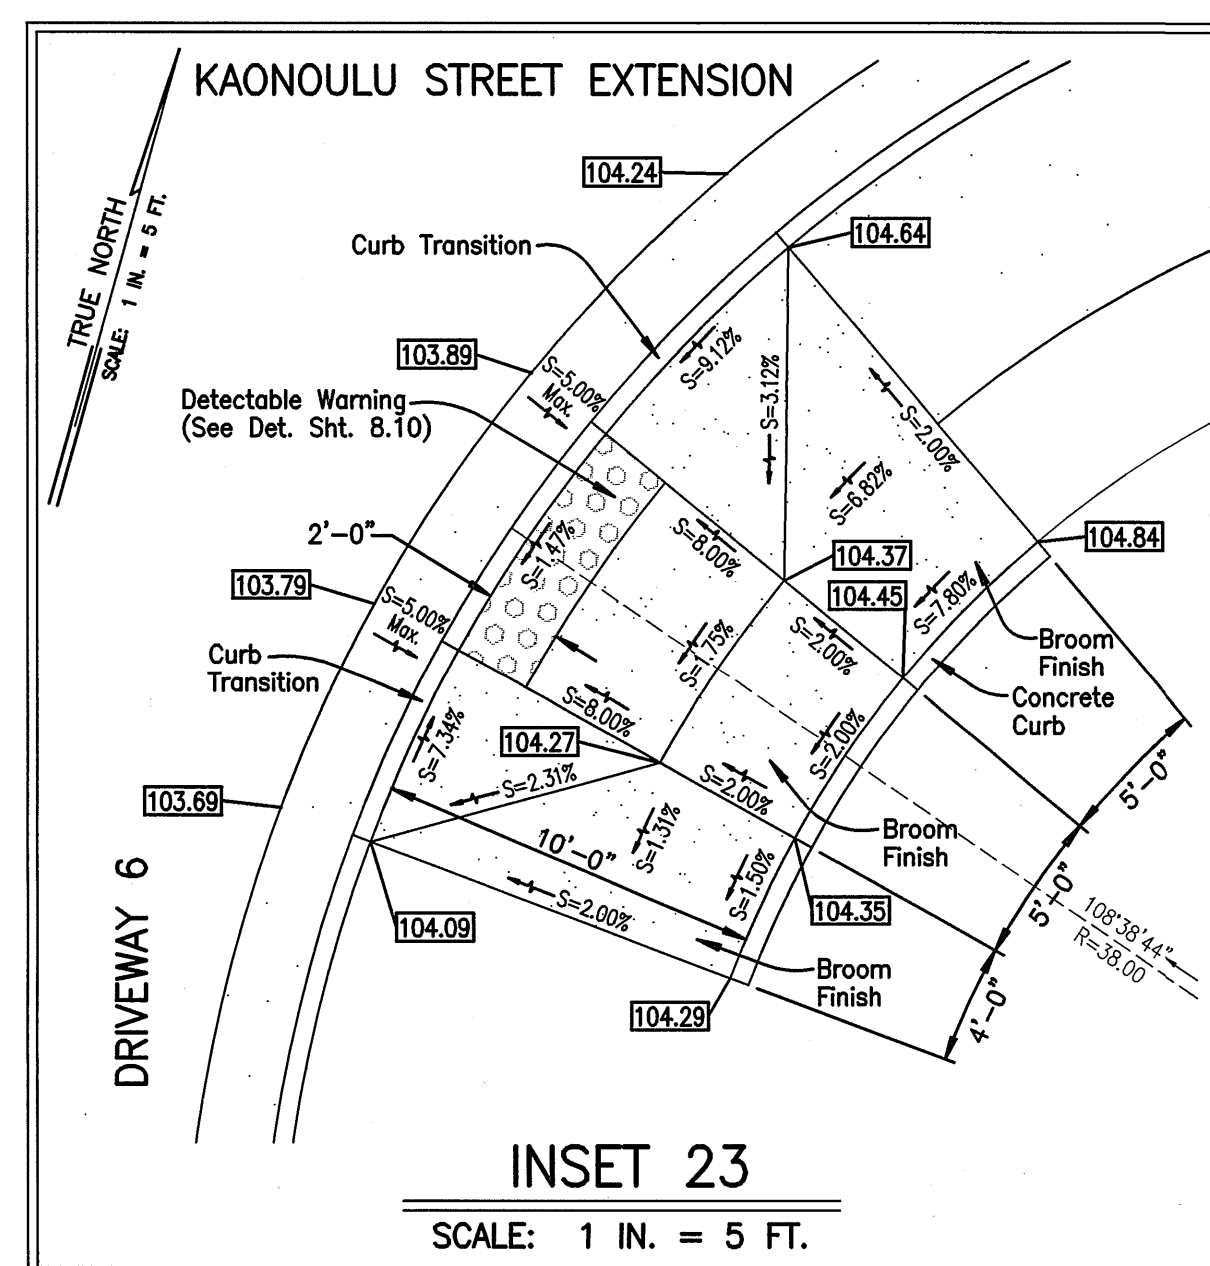 KAONOULU STREET EXTENSION
TRUE NORTH
SCALE: 1 IN. = 5 FT.
104.24
104.64
Curb Transition
103.89
S=5.00%
Max.
S=9.12%
S=3.12%
S=2.00%
Detectable Warning
(See Det. Sht. 8.10)
S=6.82%
2'-0"
S=1.47%
S=8.00%
104.37
104.84
104.45
S=7.80%
103.79
S=5.00%
Max.
S=.75%
S=2.00%
Broom
Finish
Curb
Transition
Concrete
Curb
S=8.00%
S=7.34%
104.27
S=2.31%
S=2.00%
S=2.00%
103.69
10'-0"
S=1.31%
S=1.50%
Broom
Finish
5'-0"
5'-0"
4'-0"
108°38'44"
R=38.00
S=2.00%
104.35
104.09
DRIVEWAY 6
Broom
Finish
104.29
INSET 23
SCALE: 1 IN. = 5 FT.